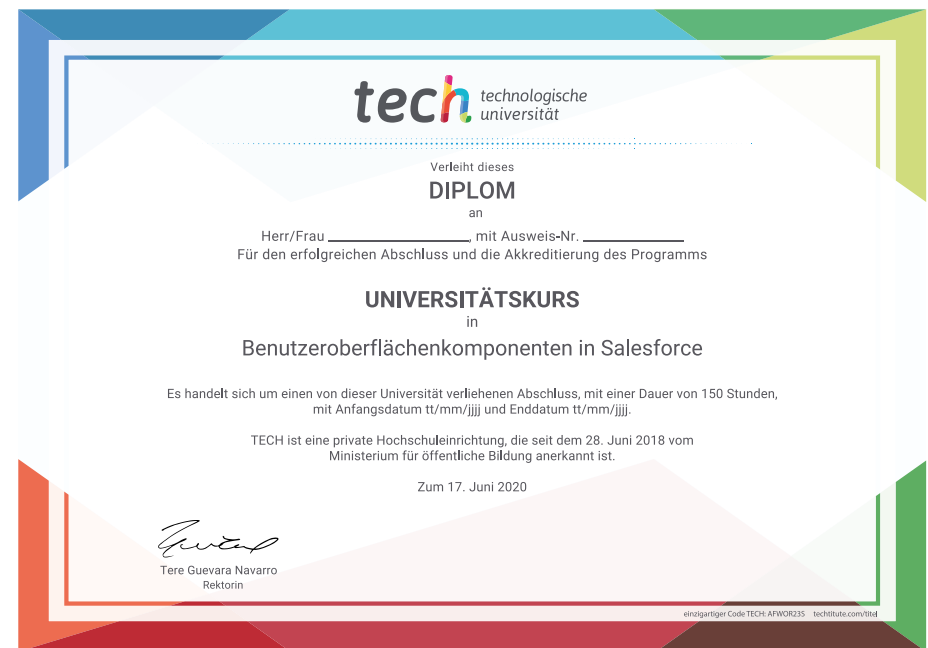 tech technologische
universität
Verleiht dieses
DIPLOM
an
Herr/Frau ____________________, mit Ausweis-Nr. ______________
Für den erfolgreichen Abschluss und die Akkreditierung des Programms
UNIVERSITÄTSKURS
in
Benutzeroberflächenkomponenten in Salesforce
Es handelt sich um einen von dieser Universität verliehenen Abschluss, mit einer Dauer von 150 Stunden,
mit Anfangsdatum tt/mm/jjjj und Enddatum tt/mm/jjjj.
TECH ist eine private Hochschuleinrichtung, die seit dem 28. Juni 2018 vom
Ministerium für öffentliche Bildung anerkannt ist.
Zum 17. Juni 2020
Tere Guevara Navarro
Rektorin
einzigartiger Code TECH: AFWOR23S techtitute.com/titel